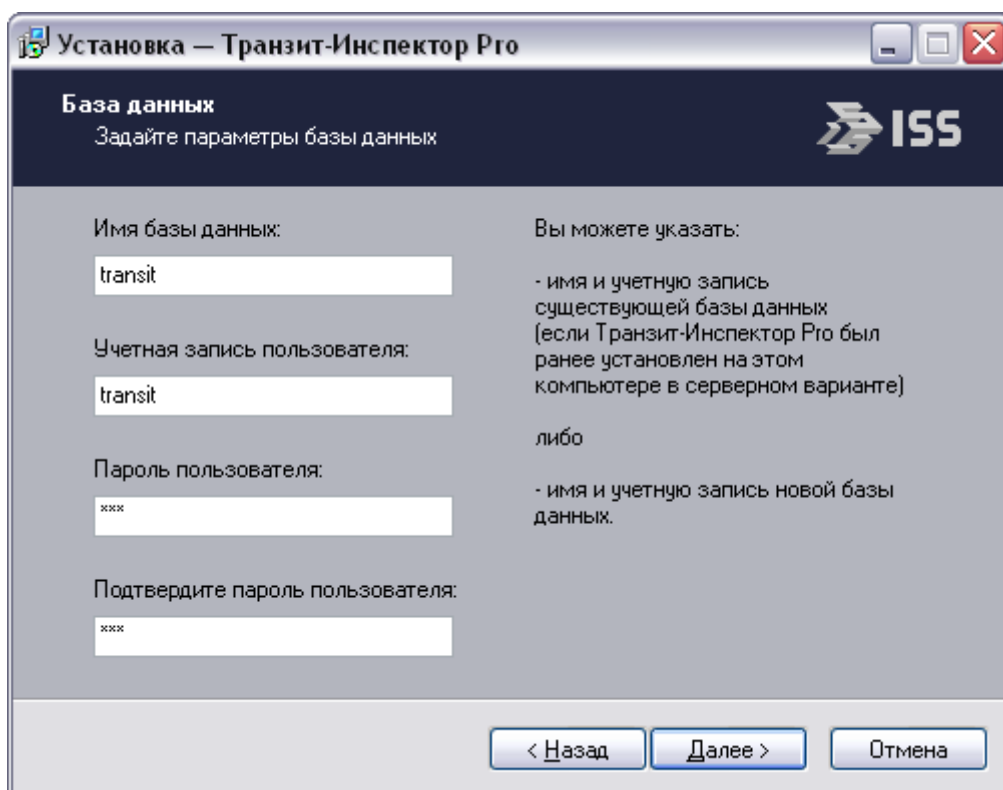 Установка — Транзит-Инспектор Pro
База данных
Задайте параметры базы данных
ISS
Имя базы данных:
transit
Учетная запись пользователя:
transit
Пароль пользователя:
×××
Подтвердите пароль пользователя:
×××
Вы можете указать:
- имя и учетную запись
существующей базы данных
(если Транзит-Инспектор Pro был
ранее установлен на этом
компьютере в серверном варианте)
либо
- имя и учетную запись новой базы
данных.
< Назад
Далее >
Отмена